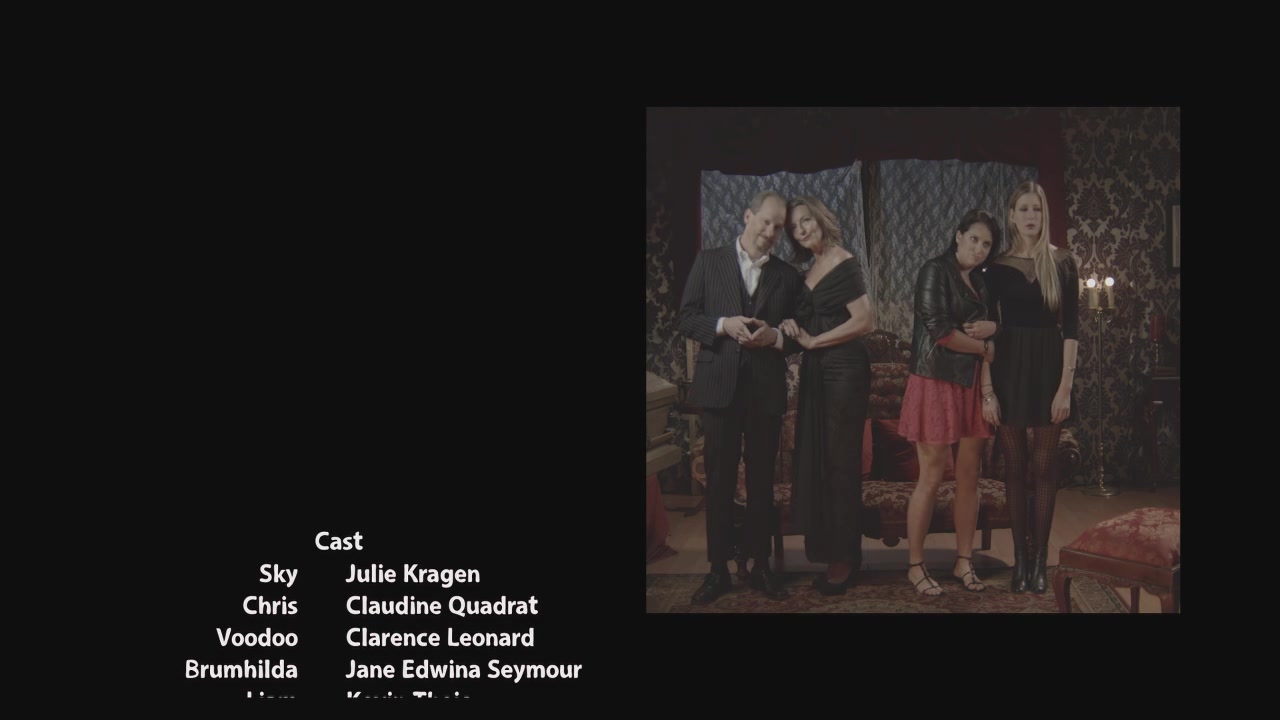 Cast
Sky Julie Kragen
Chris Claudine Quadrat
Voodoo Clarence Leonard
Brumhilda Jane Edwina Seymour